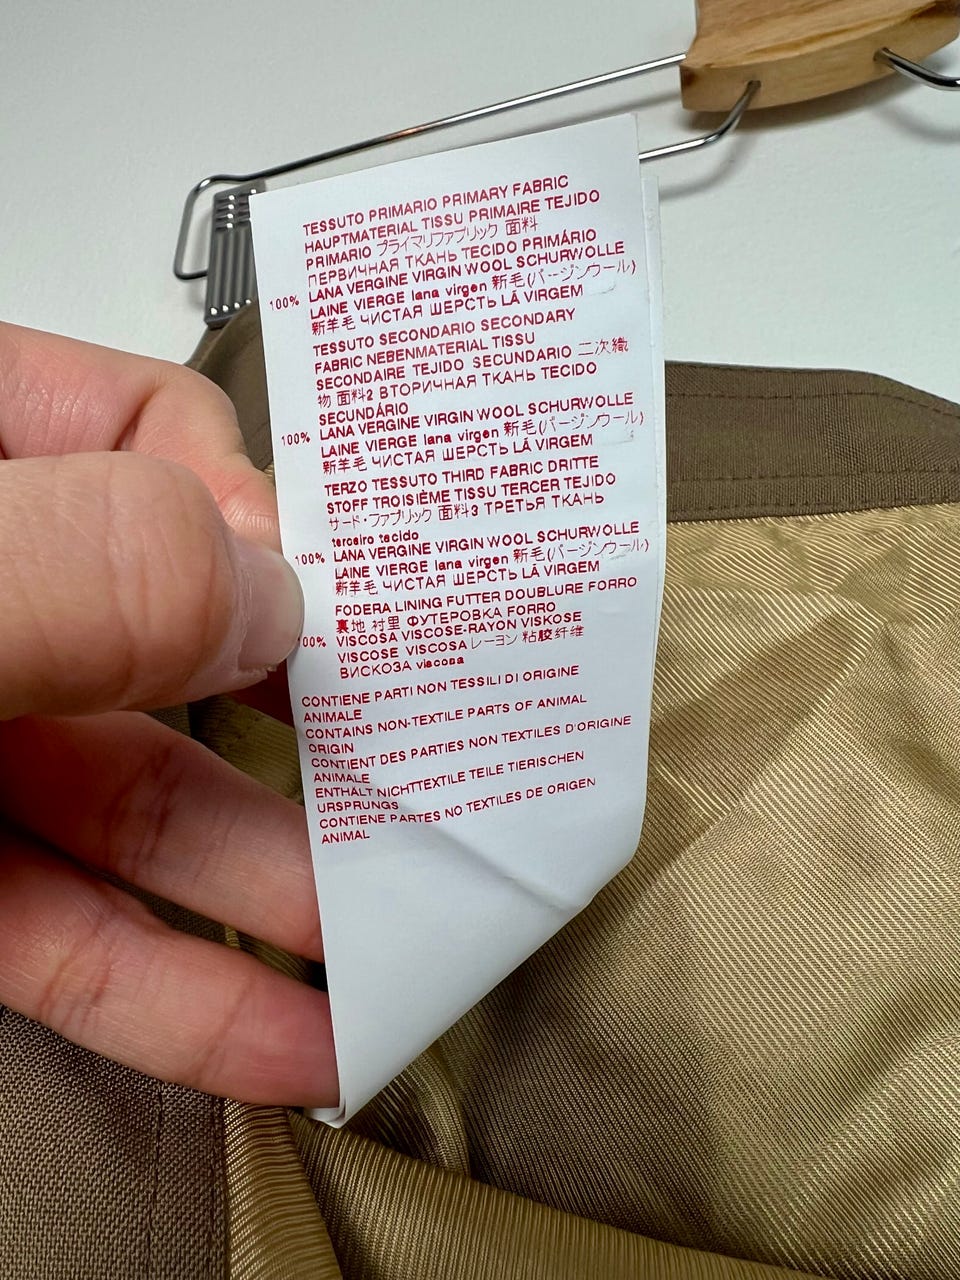 TESSUTO PRIMARIO PRIMARY FABRIC
HAUPTMATERIAL TISSU PRIMAIRE TEJIDO
PRIMARIO プライマリファブリック 面料
ПЕРВИЧНАЯ ТКАНЬ TECIDO PRIMÁRIO
100% LANA VERGINE VIRGIN WOOL SCHURWOLLE
LAINE VIERGE lana virgen 新毛(バージンウール)
新羊毛 ЧИСТАЯ ШЕРСТЬ LÃ VIRGEM
TESSUTO SECONDARIO SECONDARY
FABRIC NEBENMATERIAL TISSU
SECONDAIRE TEJIDO SECUNDARIO 二次織
物 面料2 ВТОРИЧНАЯ ТКАНЬ TECIDO
SECUNDÁRIO
100% LANA VERGINE VIRGIN WOOL SCHURWOLLE
LAINE VIERGE lana virgen 新毛(バージンウール)
新羊毛 ЧИСТАЯ ШЕРСТЬ LÃ VIRGEM
TERZO TESSUTO THIRD FABRIC DRITTE
STOFF TROISIÈME TISSU TERCER TEJIDO
サード・ファブリック 面料3 ТРЕТЬЯ ТКАНЬ
terceiro tecido
100% LANA VERGINE VIRGIN WOOL SCHURWOLLE
LAINE VIERGE lana virgen 新毛(バージンウール)
新羊毛 ЧИСТАЯ ШЕРСТЬ LÃ VIRGEM
FODERA LINING FUTTER DOUBLURE FORRO
裏地 衬里 ФУТЕРОВКА FORRO
100% VISCOSA VISCOSE-RAYON VISKOSE
VISCOSE VISCOSA レーヨン 粘胶纤维
ВИСКОЗА viscosa
CONTIENE PARTI NON TESSILI DI ORIGINE
ANIMALE
CONTAINS NON-TEXTILE PARTS OF ANIMAL
ORIGIN
CONTIENT DES PARTIES NON TEXTILES D'ORIGINE
ANIMALE
ENTHÄLT NICHTTEXTILE TEILE TIERISCHEN
URSPRUNGS
CONTIENE PARTES NO TEXTILES DE ORIGEN
ANIMAL